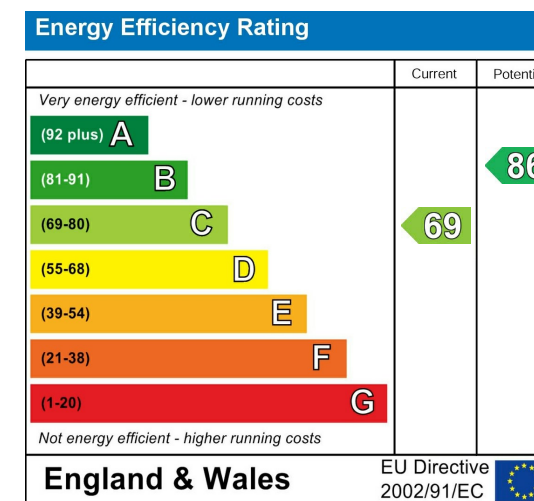 Energy Efficiency Rating
Current Potenti
Very energy efficient - lower running costs
(92 plus) A
(81-91) B
86
(69-80) C
69
(55-68) D
(39-54) E
(21-38) F
(1-20) G
Not energy efficient - higher running costs
England & Wales
EU Directive
2002/91/EC